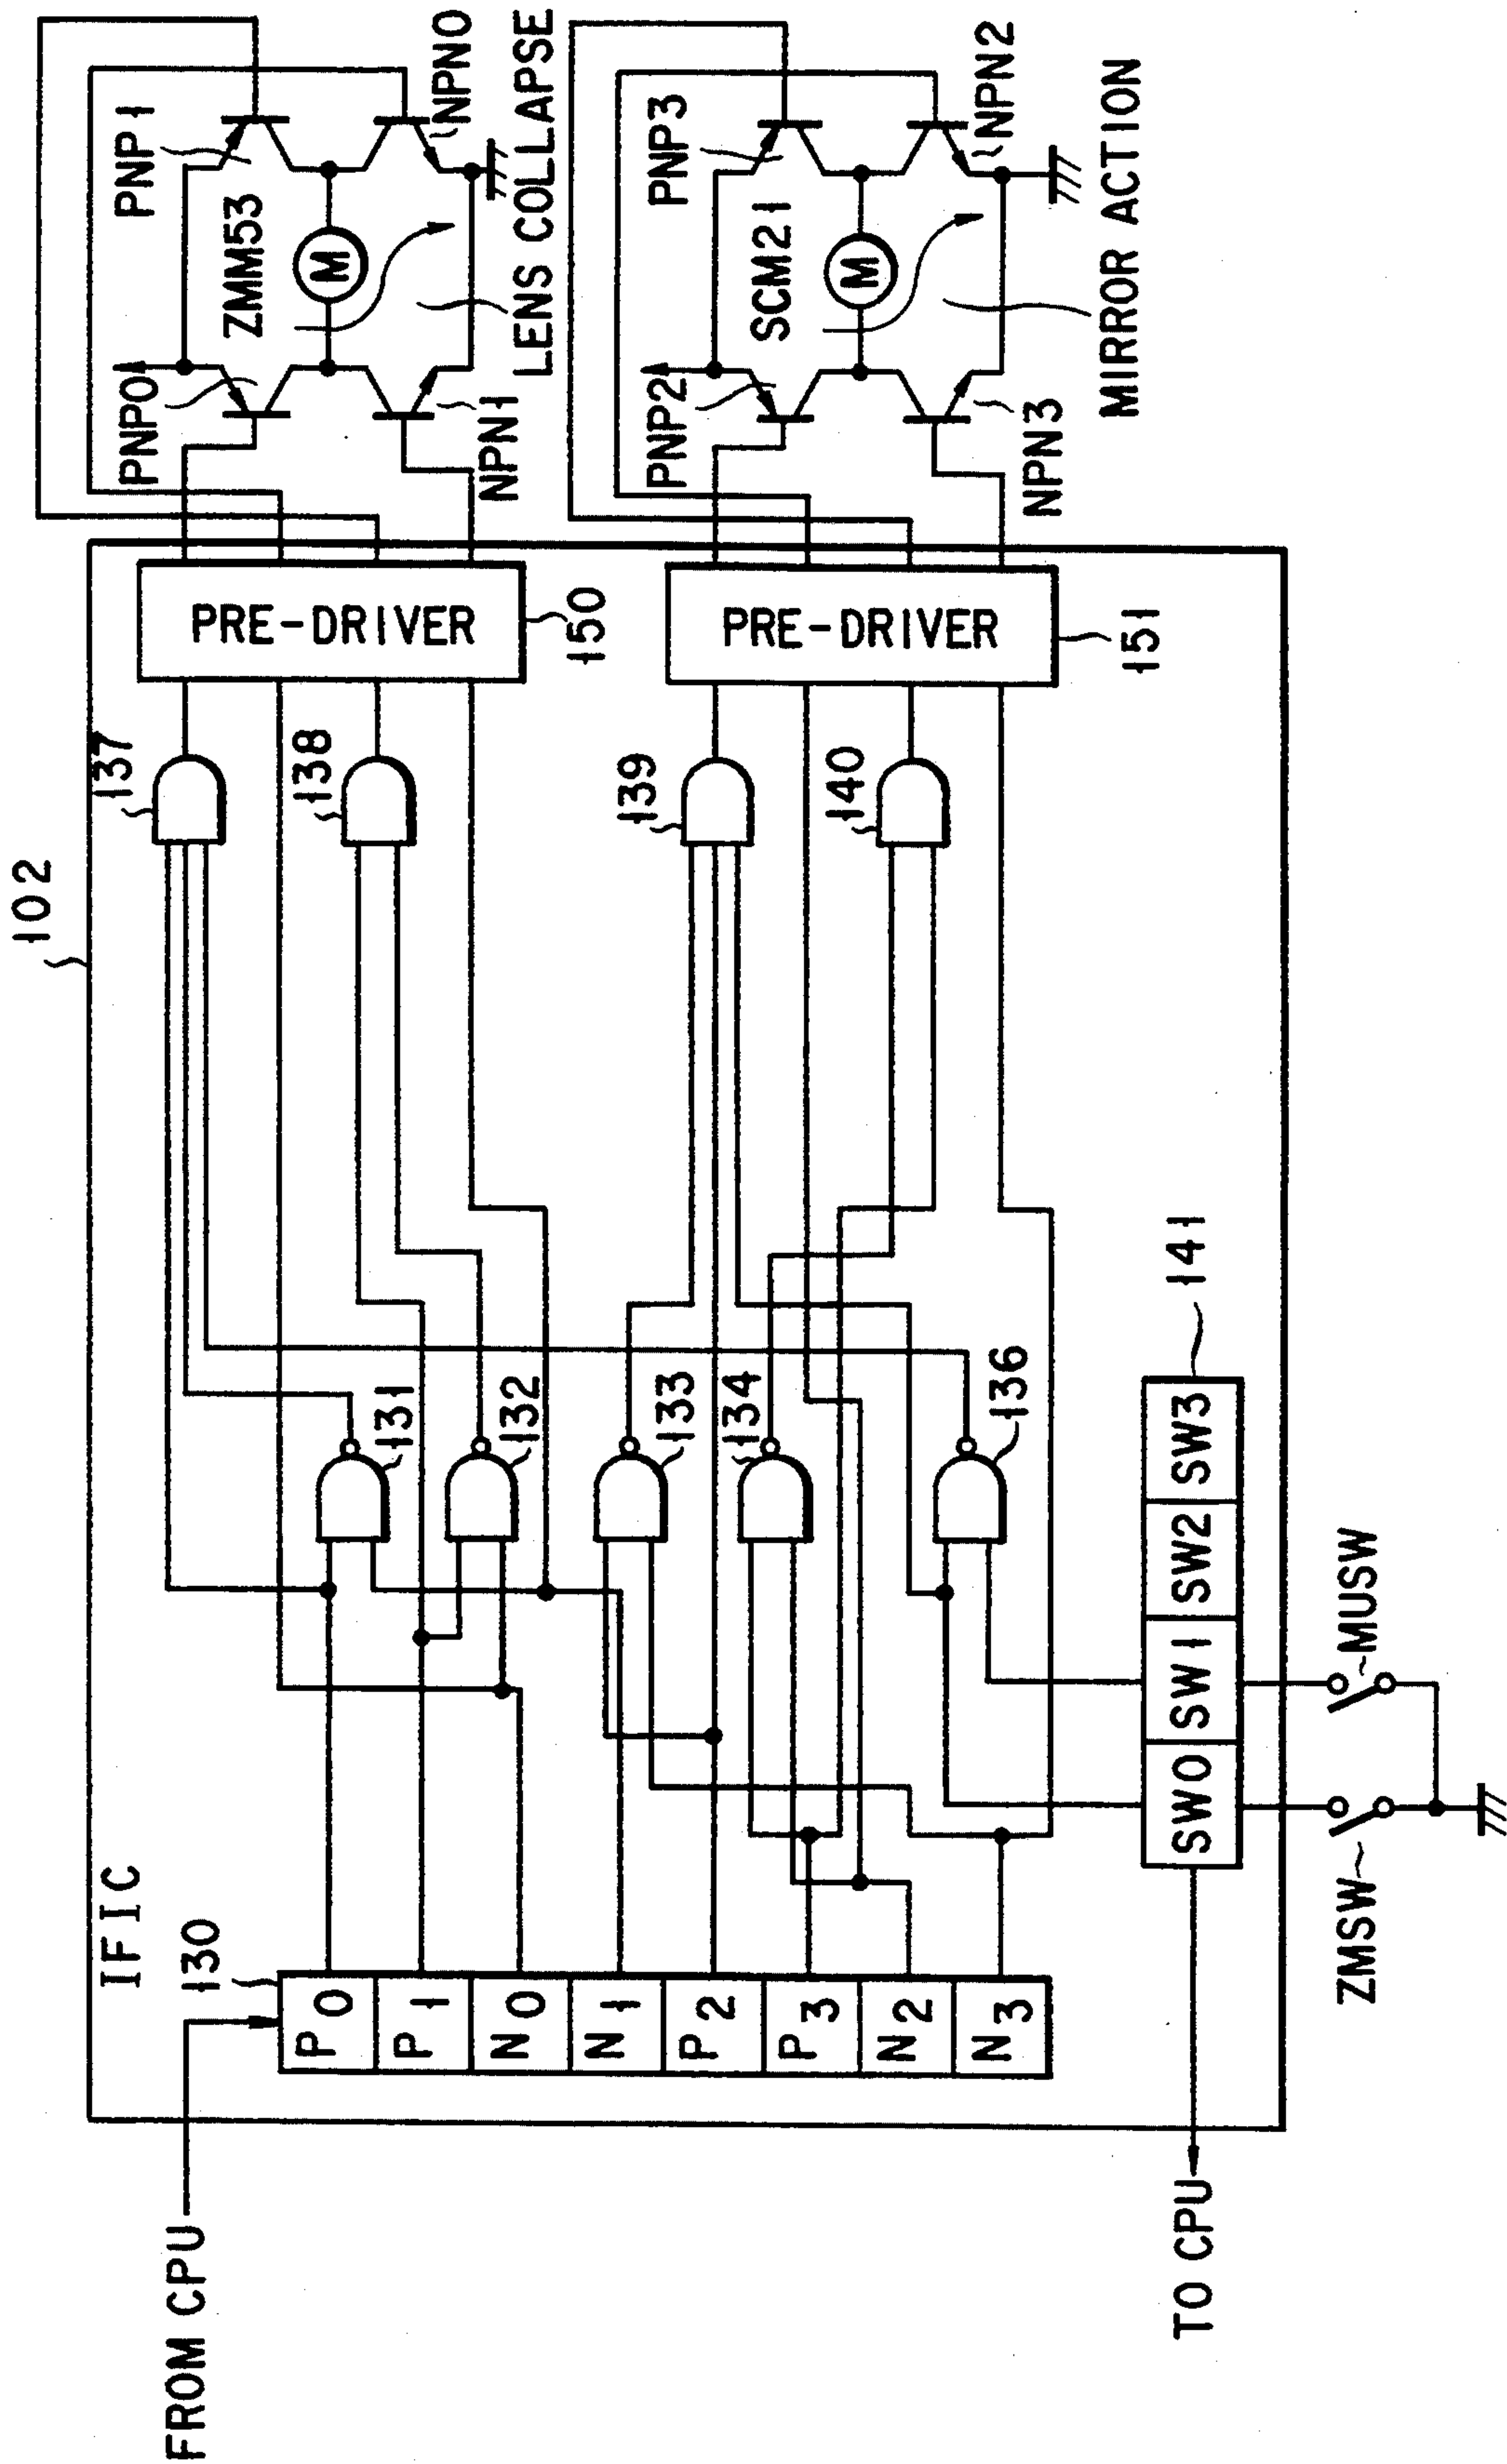 102
IFIC
FROM CPU
130
P0
P1
N0
N1
P2
P3
N2
N3
131
132
133
134
136
137
138
139
140
PRE-DRIVER
150
PRE-DRIVER
151
PNP0
PNP1
ZMM53
M
NPN1
NPN0
LENS COLLAPSE
PNP2
PNP3
SCM21
M
NPN3
NPN2
MIRROR ACTION
SW0 SW1 SW2 SW3
141
TO CPU
ZMSW
MUSW